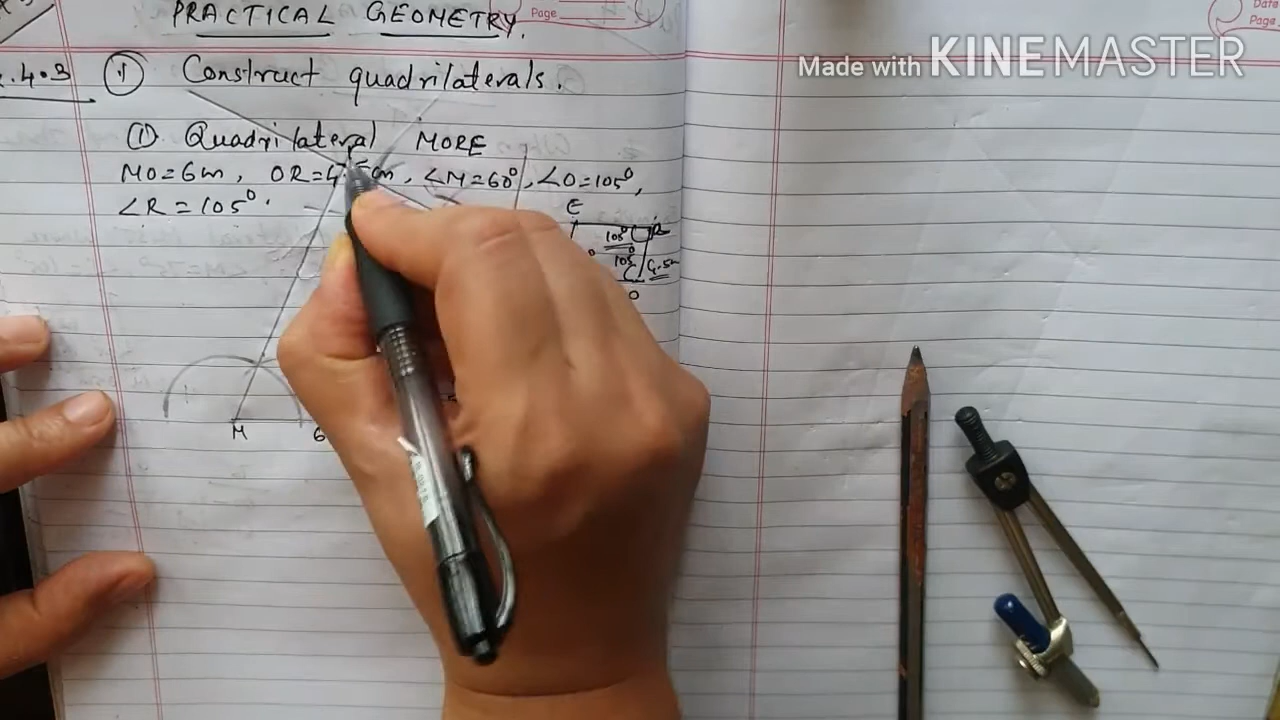 PRACTICAL GEOMETRY.
Page
Date
Page
Made with KINEMASTER
.4.3 1 Construct quadrilaterals.
① Quadrilateral MORE
MO=6cm, OR=4.5cm, ∠M=60°, ∠O=105°,
∠R=105°.
E
105° R
105° 4.5cm
O
M 6